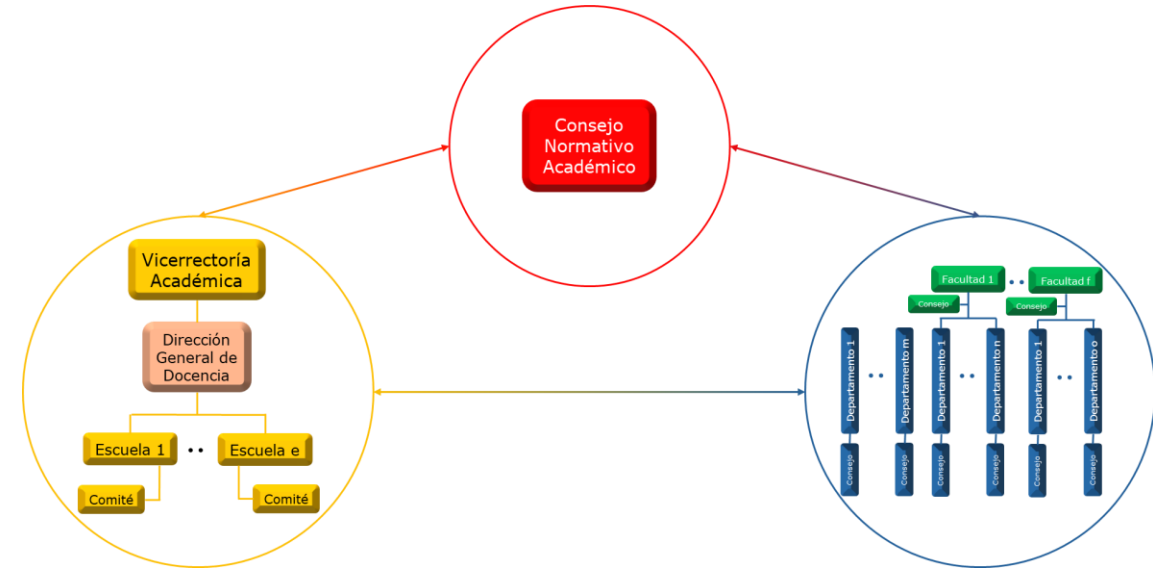 Consejo
Normativo
Académico
Vicerrectoría
Académica
Dirección
General de
Docencia
Escuela 1
Escuela e
Comité
Comité
Facultad 1
Facultad f
Consejo
Consejo
Departamento 1
Departamento m
Departamento 1
Departamento n
Departamento 1
Departamento o
Consejo
Consejo
Consejo
Consejo
Consejo
Consejo